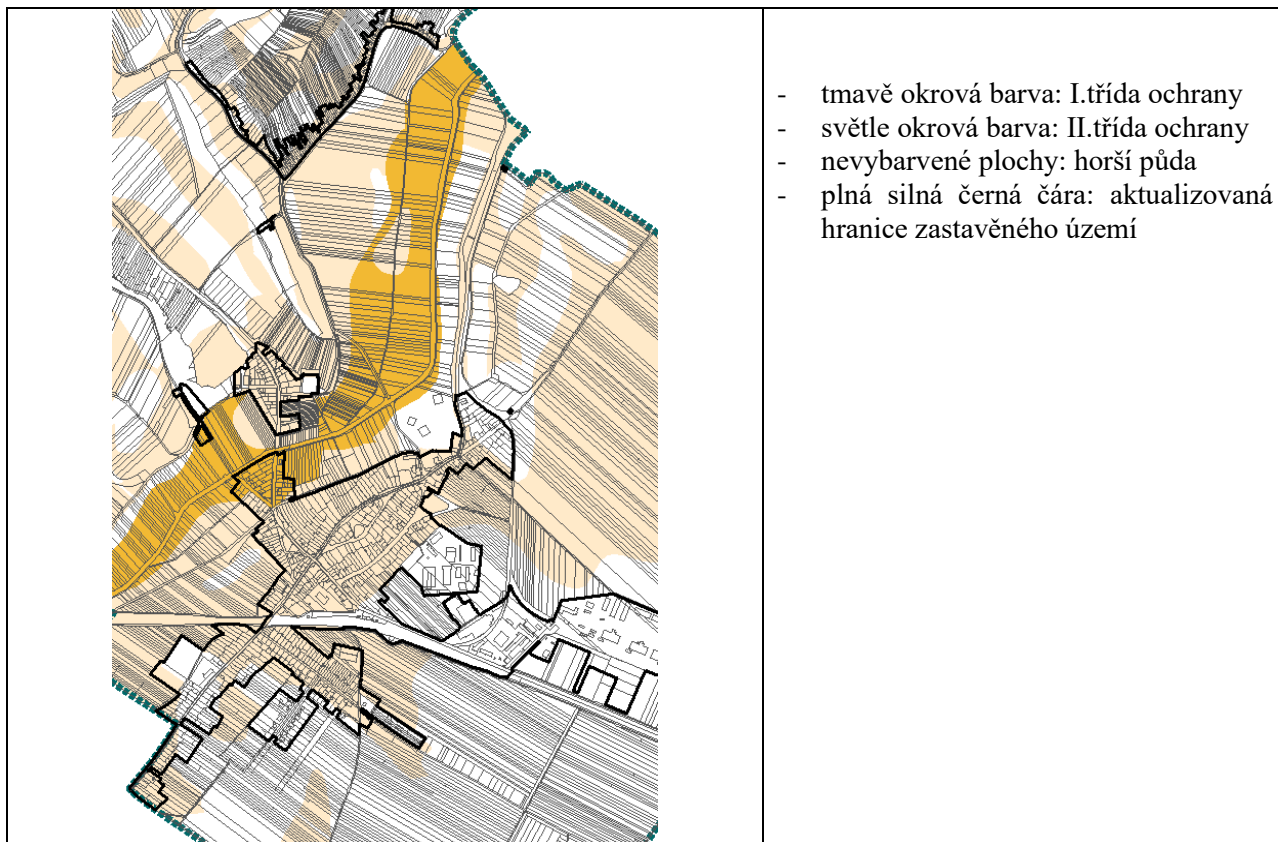 - tmavě okrová barva: I.třída ochrany
- světle okrová barva: II.třída ochrany
- nevybarvené plochy: horší půda
- plná silná černá čára: aktualizovaná
hranice zastavěného území